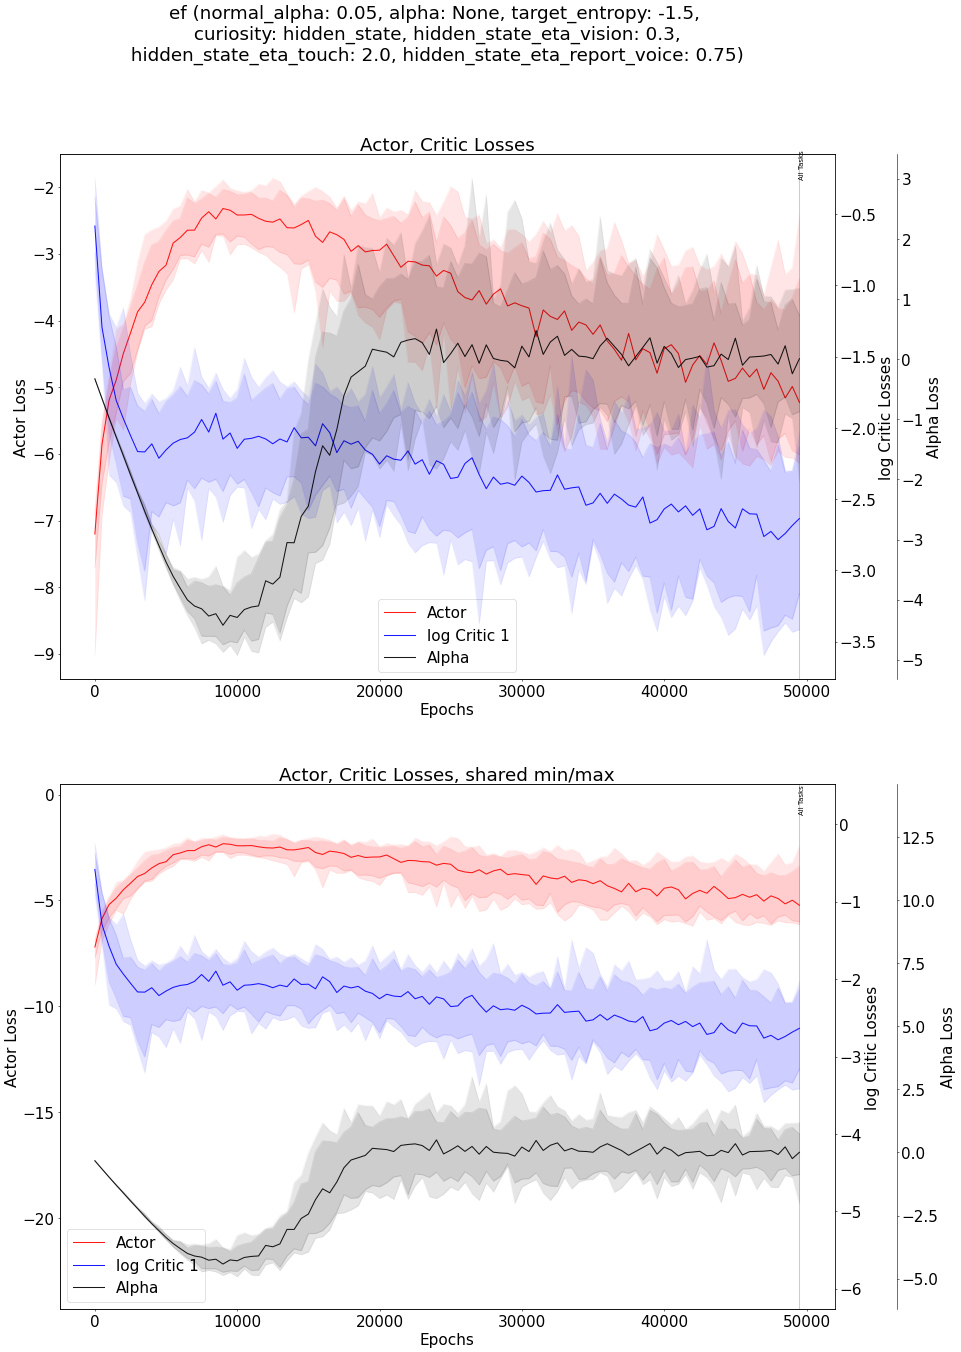 ef (normal_alpha: 0.05, alpha: None, target_entropy: -1.5,
curiosity: hidden_state, hidden_state_eta_vision: 0.3,
hidden_state_eta_touch: 2.0, hidden_state_eta_report_voice: 0.75)
Actor, Critic Losses
All Tasks
−2
−3
−4
−5
−6
−7
−8
−9
Actor Loss
−0.5
−1.0
−1.5
−2.0
−2.5
−3.0
−3.5
log Critic Losses
3
2
1
0
−1
−2
−3
−4
−5
Alpha Loss
Actor
log Critic 1
Alpha
0 10000 20000 30000 40000 50000
Epochs
Actor, Critic Losses, shared min/max
All Tasks
0
−5
−10
−15
−20
Actor Loss
0
−1
−2
−3
−4
−5
−6
log Critic Losses
12.5
10.0
7.5
5.0
2.5
0.0
−2.5
−5.0
Alpha Loss
Actor
log Critic 1
Alpha
0 10000 20000 30000 40000 50000
Epochs